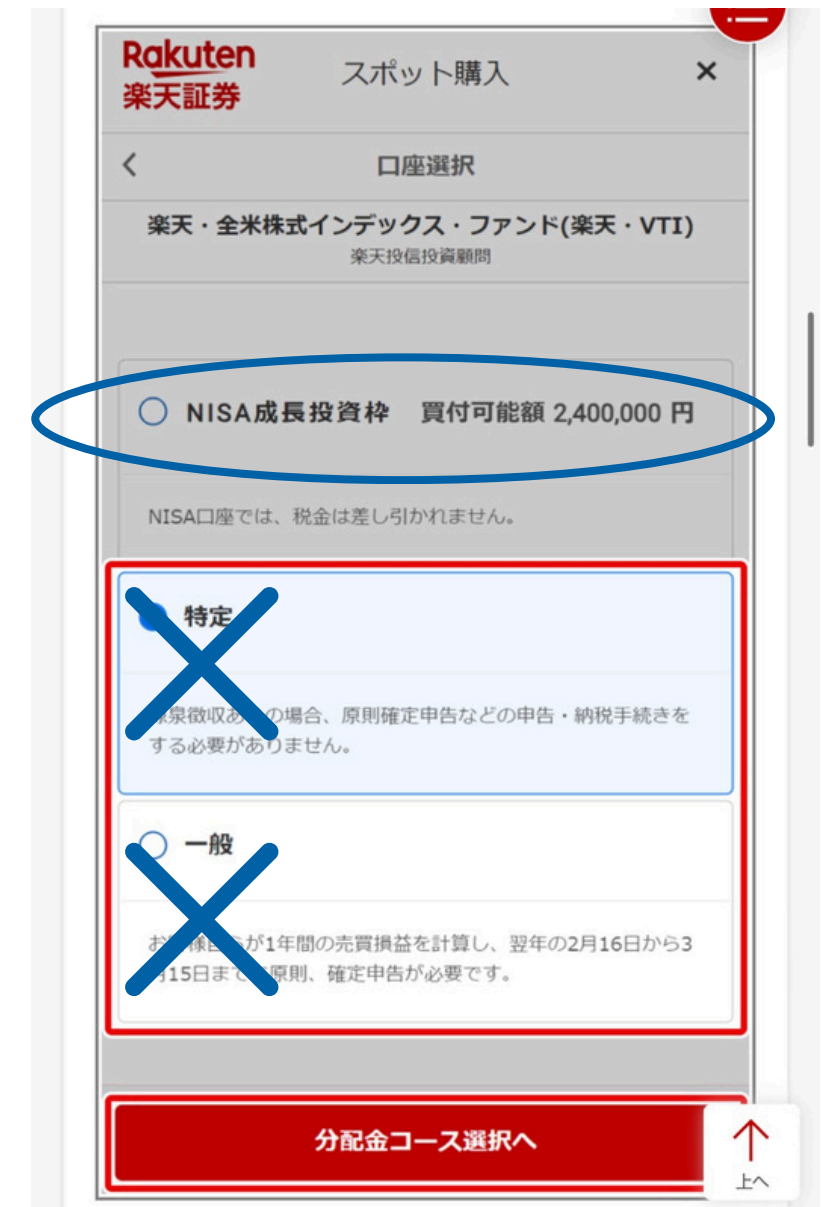 Rakuten
楽天証券
スポット購入
口座選択
楽天・全米株式インデックス・ファンド(楽天・VTI)
楽天投信投資顧問
NISA成長投資枠 買付可能額 2,400,000 円
NISA口座では、税金は差し引かれません。
特定
泉徴収あ の場合、原則確定申告などの申告・納税手続きを
する必要がありません。
一般
お が1年間の売買損益を計算し、翌年の2月16日から3
15日まで 原則、確定申告が必要です。
分配金コース選択へ
上へ